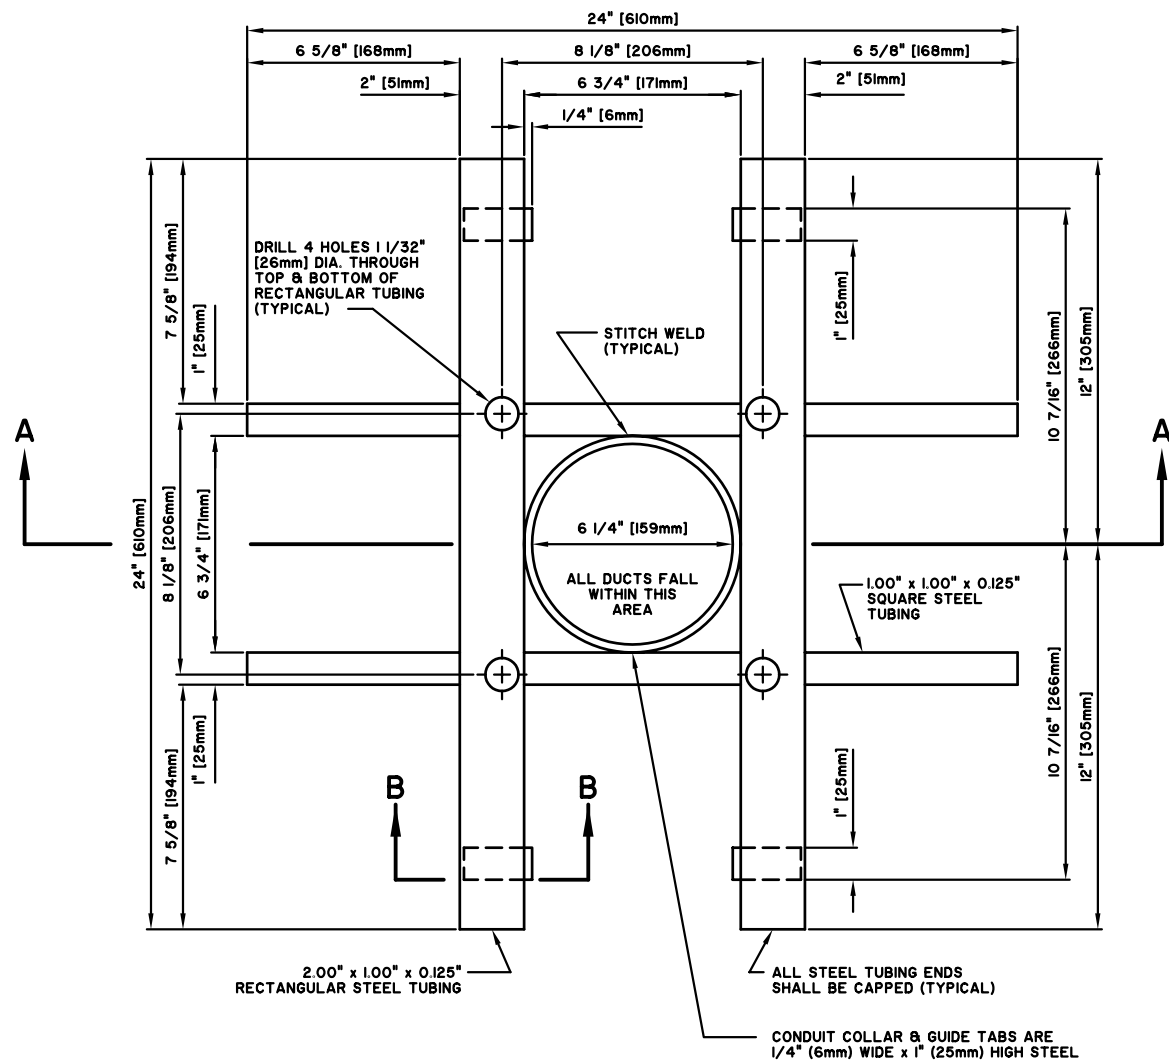 24" [610mm]
6 5/8" [168mm]
8 1/8" [206mm]
6 5/8" [168mm]
2" [51mm]
6 3/4" [171mm]
2" [51mm]
1/4" [6mm]
DRILL 4 HOLES 1 1/32"
[26mm] DIA. THROUGH
TOP & BOTTOM OF
RECTANGULAR TUBING
(TYPICAL)
7 5/8" [194mm]
1" [25mm]
STITCH WELD
(TYPICAL)
1" [25mm]
10 7/16" [266mm]
12" [305mm]
A
A
24" [610mm]
8 1/8" [206mm]
6 3/4" [171mm]
6 1/4" [159mm]
ALL DUCTS FALL
WITHIN THIS
AREA
1.00" x 1.00" x 0.125"
SQUARE STEEL
TUBING
7 5/8" [194mm]
1" [25mm]
B
B
1" [25mm]
10 7/16" [266mm]
12" [305mm]
2.00" x 1.00" x 0.125"
RECTANGULAR STEEL TUBING
ALL STEEL TUBING ENDS
SHALL BE CAPPED (TYPICAL)
CONDUIT COLLAR & GUIDE TABS ARE
1/4" (6mm) WIDE x 1" (25mm) HIGH STEEL